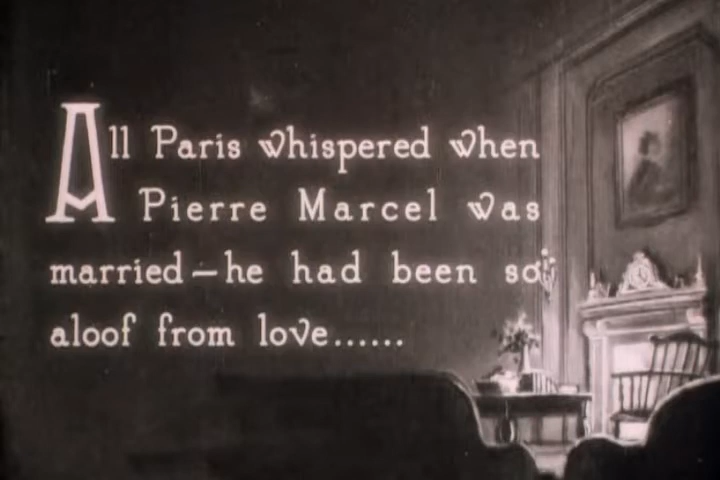 All Paris whispered when
Pierre Marcel was
married — he had been so
aloof from love......